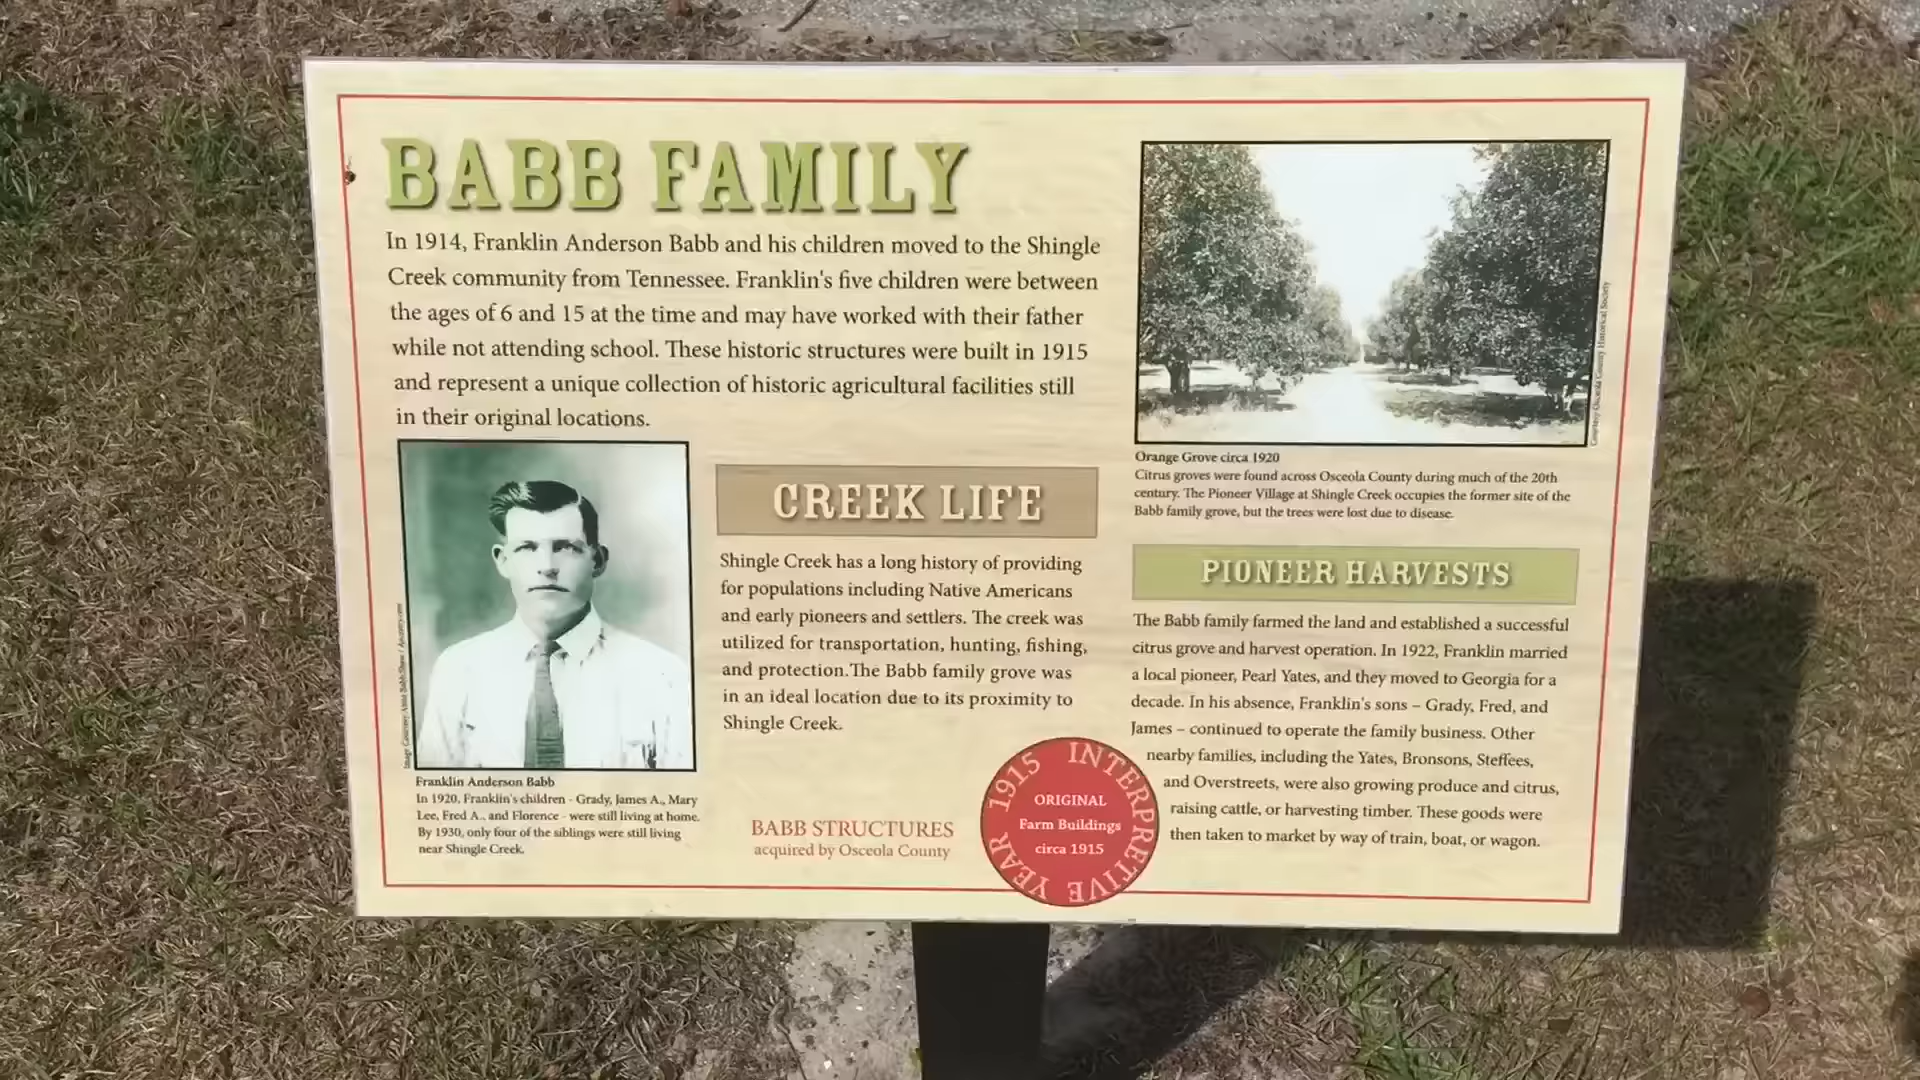 BABB FAMILY
In 1914, Franklin Anderson Babb and his children moved to the Shingle
Creek community from Tennessee. Franklin's five children were between
the ages of 6 and 15 at the time and may have worked with their father
while not attending school. These historic structures were built in 1915
and represent a unique collection of historic agricultural facilities still
in their original locations.
Franklin Anderson Babb
In 1920, Franklin's children - Grady, James A., Mary
Lee, Fred A., and Florence - were still living at home.
By 1930, only four of the siblings were still living
near Shingle Creek.
CREEK LIFE
Shingle Creek has a long history of providing
for populations including Native Americans
and early pioneers and settlers. The creek was
utilized for transportation, hunting, fishing,
and protection.The Babb family grove was
in an ideal location due to its proximity to
Shingle Creek.
BABB STRUCTURES
acquired by Osceola County
1915 INTERPRETIVE YEAR
ORIGINAL
Farm Buildings
circa 1915
Courtesy Osceola County Historical Society
Orange Grove circa 1920
Citrus groves were found across Osceola County during much of the 20th
century. The Pioneer Village at Shingle Creek occupies the former site of the
Babb family grove, but the trees were lost due to disease.
PIONEER HARVESTS
The Babb family farmed the land and established a successful
citrus grove and harvest operation. In 1922, Franklin married
a local pioneer, Pearl Yates, and they moved to Georgia for a
decade. In his absence, Franklin's sons – Grady, Fred, and
James – continued to operate the family business. Other
nearby families, including the Yates, Bronsons, Steffees,
and Overstreets, were also growing produce and citrus,
raising cattle, or harvesting timber. These goods were
then taken to market by way of train, boat, or wagon.